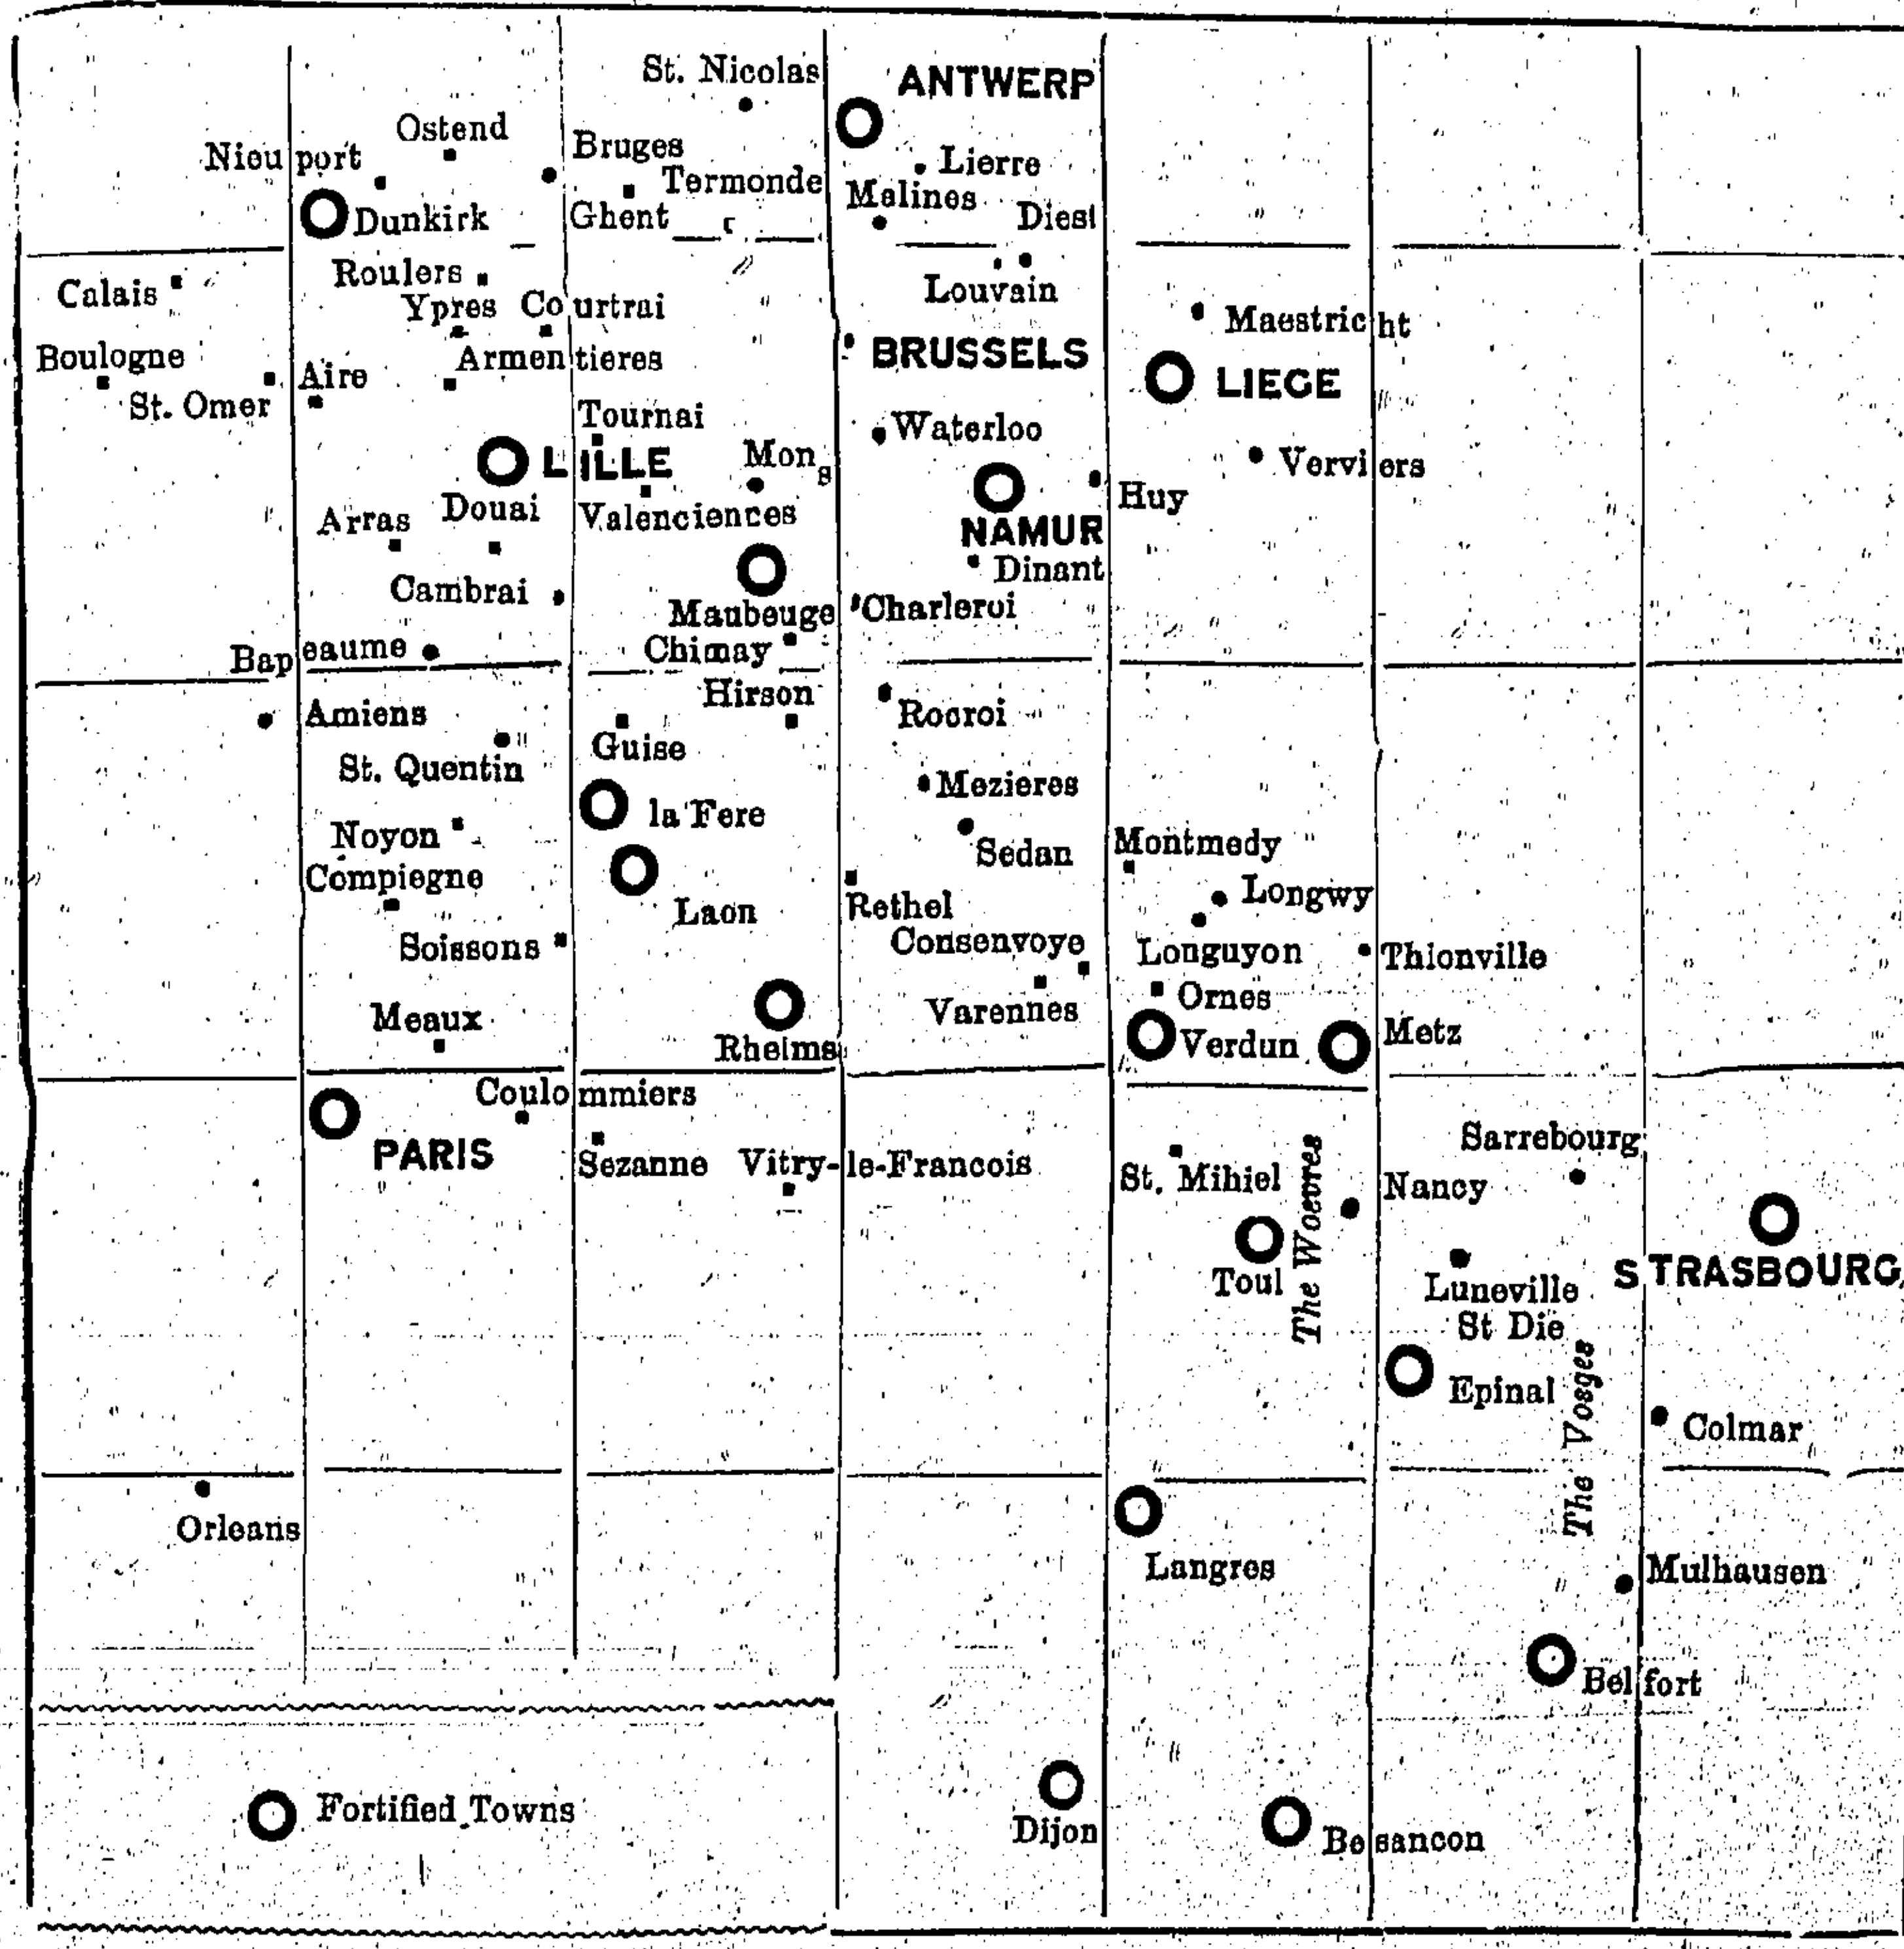 St. Nicolas
ANTWERP
Ostend
Nieuport
Bruges
Lierre
Termonde
Malines
Dunkirk
Ghent
Diest
Roulers
Calais
Ypres
Courtrai
Louvain
Maestricht
Boulogne
Armentieres
BRUSSELS
Aire
LIEGE
St. Omer
Tournai
Waterloo
LILLE
Mons
Verviers
Huy
Arras
Douai
Valenciences
NAMUR
Dinant
Cambrai
Maubeuge
Charleroi
Bapeaume
Chimay
Hirson
Amiens
Rocroi
Guise
St. Quentin
Mezieres
la Fere
Noyon
Sedan
Montmedy
Compiegne
Longwy
Laon
Rethel
Soissons
Consenvoye
Longuyon
Thionville
Ornes
Varennes
Meaux
Metz
Verdun
Rheims
Coulommiers
PARIS
Sezanne
Vitry-le-Francois
Sarrebourg
St. Mihiel
The Woevres
Nancy
Toul
STRASBOURG
Luneville
St Die
Epinal
The Vosges
Colmar
Orleans
Langres
Mulhausen
Belfort
Fortified Towns
Dijon
Besancon